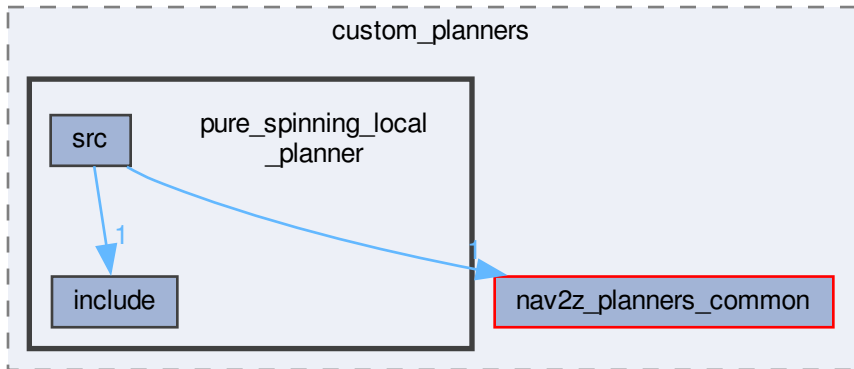 custom_planners
pure_spinning_local
_planner
src
1
1
include
nav2z_planners_common